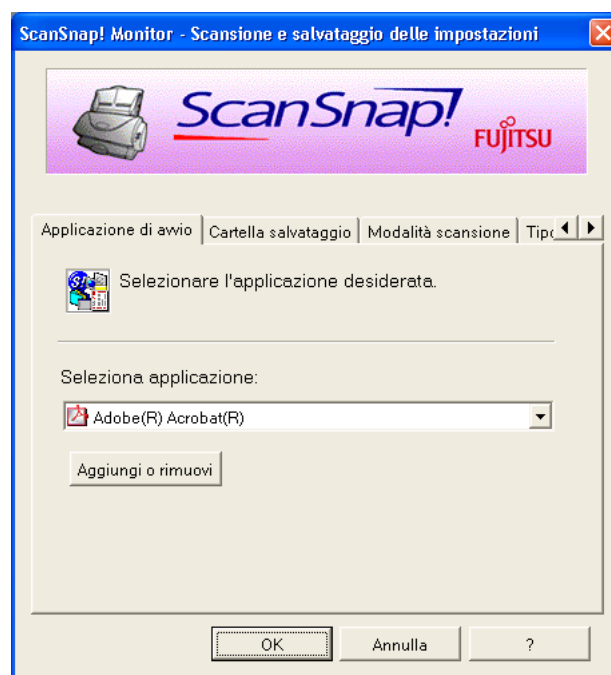 ScanSnap! Monitor - Scansione e salvataggio delle impostazioni
ScanSnap!
FUJITSU
Applicazione di avvio Cartella salvataggio Modalità scansione Tipo
Selezionare l'applicazione desiderata.
Seleziona applicazione:
Adobe(R) Acrobat(R)
Aggiungi o rimuovi
OK Annulla ?